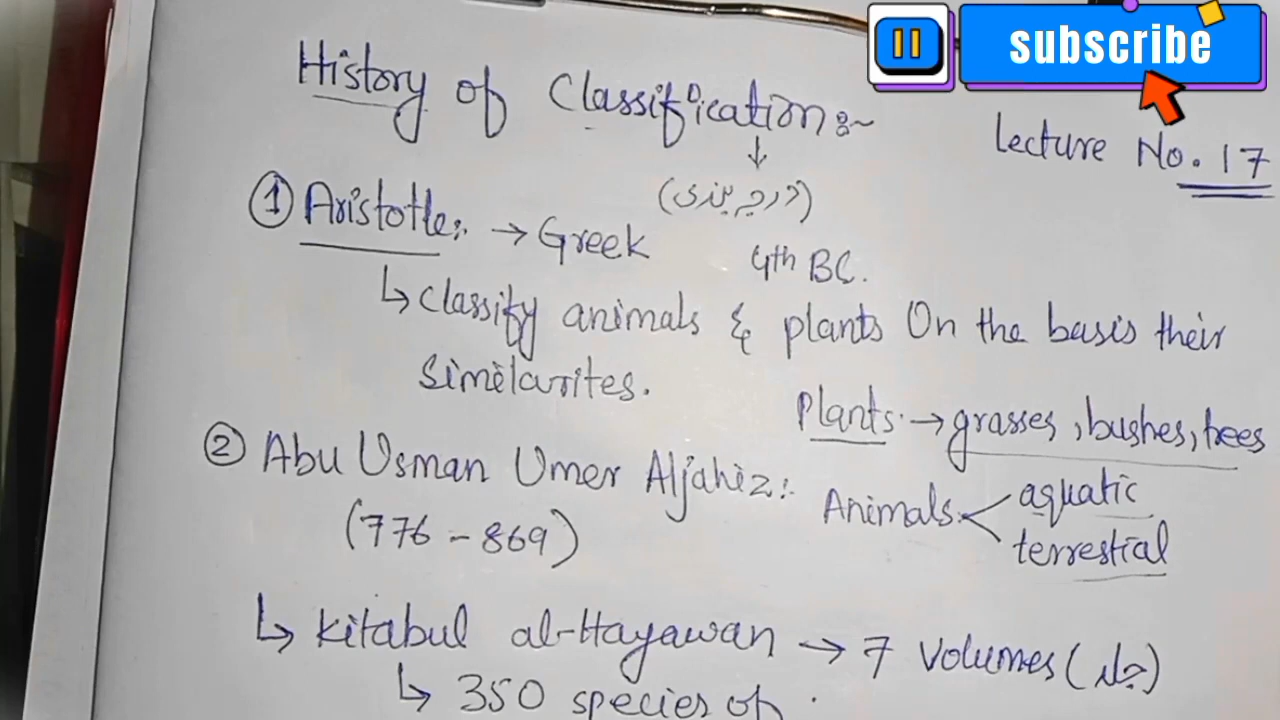 subscribe
History of Classification:~
↓
(درجہ بندی)
Lecture No. 17
① Aristotle:. → Greek
4th BC.
↳ Classify animals & plants On the basis their
Similarites.
Plants. → grasses, bushes, trees
② Abu Usman Umer Aljahiz:.
(776 - 869)
Animals.
aquatic
terrestial
↳ Kitabul al-Hayawan → 7 volumes (جلد)
↳ 350 species of